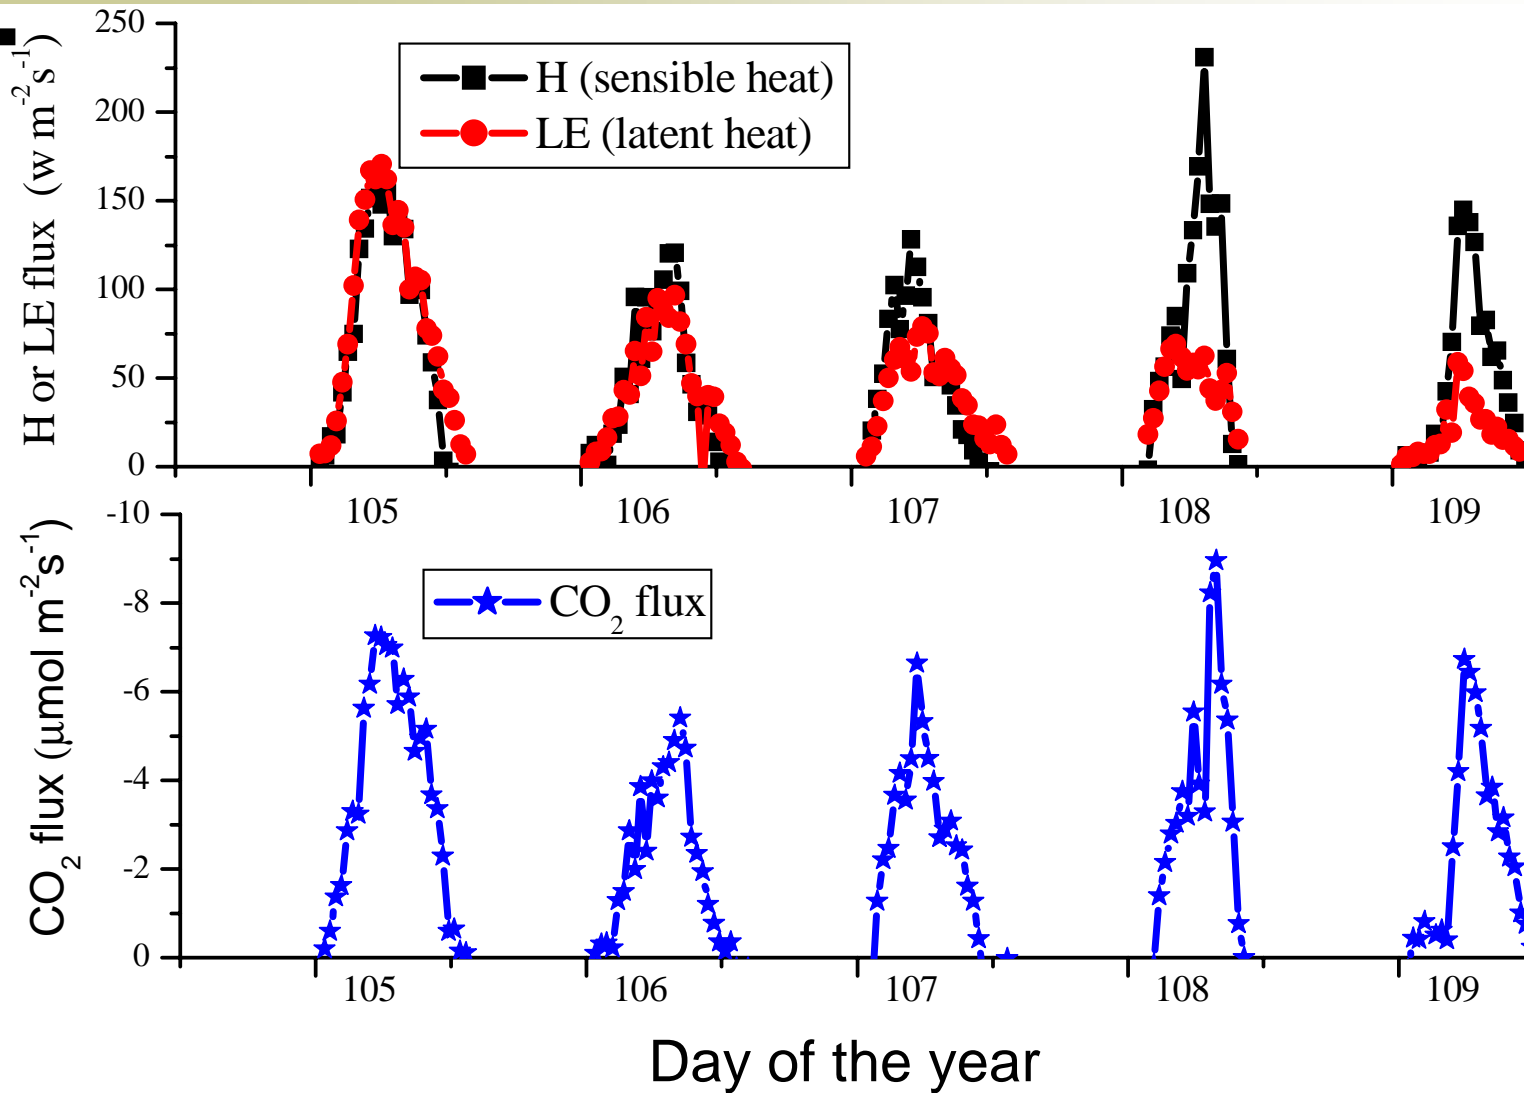 250
200
150
100
50
0
H or LE flux (w m-2s-1)
H (sensible heat)
LE (latent heat)
105 106 107 108 109
-10
-8
-6
-4
-2
0
CO2 flux (µmol m-2s-1)
CO2 flux
105 106 107 108 109
Day of the year